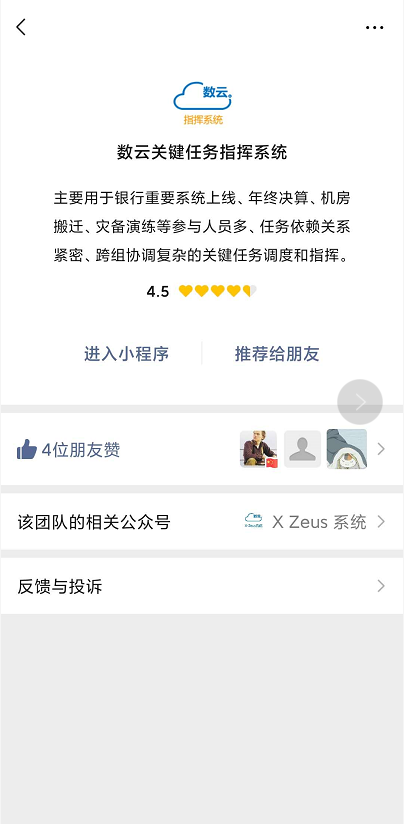 数云
指挥系统
数云关键任务指挥系统
主要用于银行重要系统上线、年终决算、机房
搬迁、灾备演练等参与人员多、任务依赖关系
紧密、跨组协调复杂的关键任务调度和指挥。
4.5
进入小程序
推荐给朋友
4位朋友赞
该团队的相关公众号
X Zeus 系统
反馈与投诉